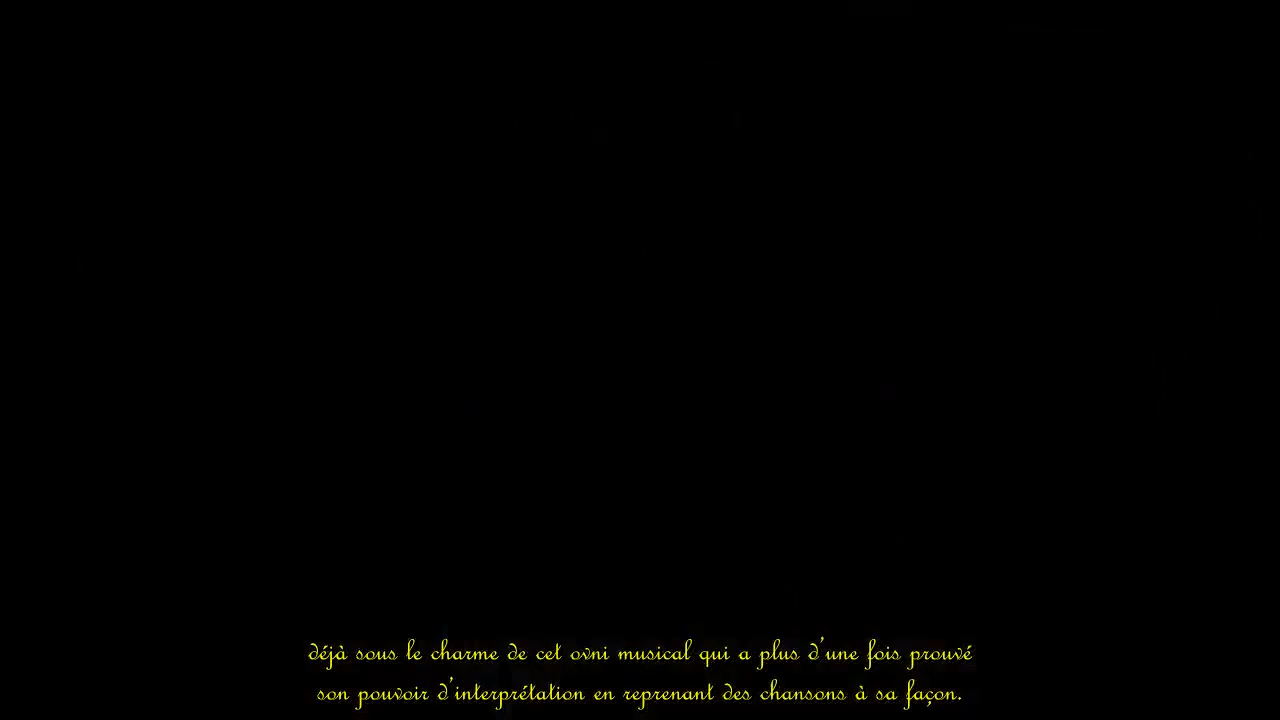 déjà sous le charme de cet ovni musical qui a plus d'une fois prouvé
son pouvoir d'interprétation en reprenant des chansons à sa façon.